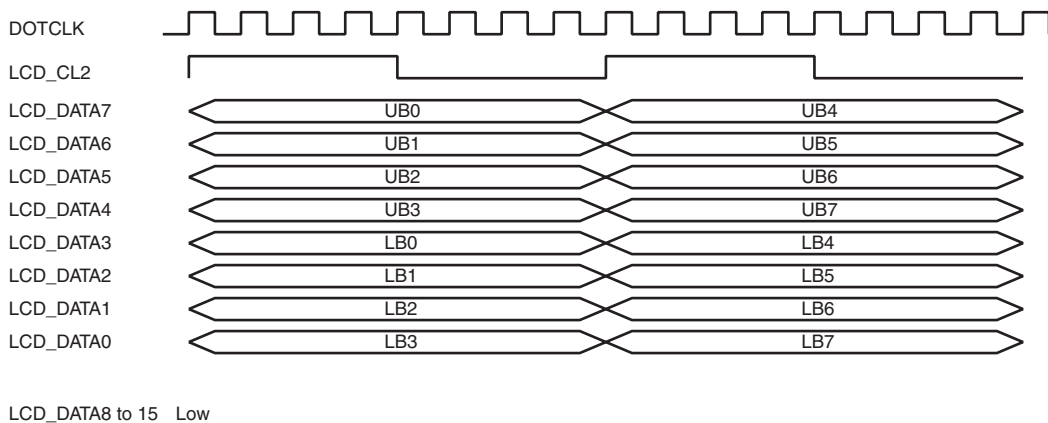 DOTCLK
LCD_CL2
LCD_DATA7 UB0 UB4
LCD_DATA6 UB1 UB5
LCD_DATA5 UB2 UB6
LCD_DATA4 UB3 UB7
LCD_DATA3 LB0 LB4
LCD_DATA2 LB1 LB5
LCD_DATA1 LB2 LB6
LCD_DATA0 LB3 LB7
LCD_DATA8 to 15 Low